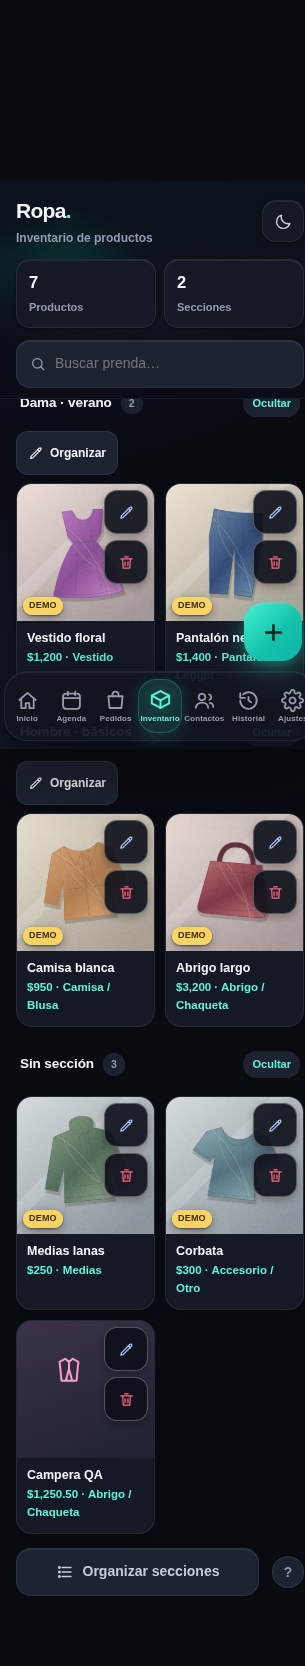 Ropa.
Inventario de productos
7
Productos
2
Secciones
Buscar prenda…
Dama · verano 2 Ocultar
Organizar
DEMO
Vestido floral
$1,200 · Vestido
DEMO
$1,400 ·
Inicio
Agenda
Pedidos
Inventario
Contactos
Historial
Ajustes
Hombre · básicos
Ocultar
Organizar
DEMO
Camisa blanca
$950 · Camisa /
Blusa
DEMO
Abrigo largo
$3,200 · Abrigo /
Chaqueta
Sin sección 3 Ocultar
DEMO
Medias lanas
$250 · Medias
DEMO
Corbata
$300 · Accesorio /
Otro
Campera QA
$1,250.50 · Abrigo /
Chaqueta
Organizar secciones
?